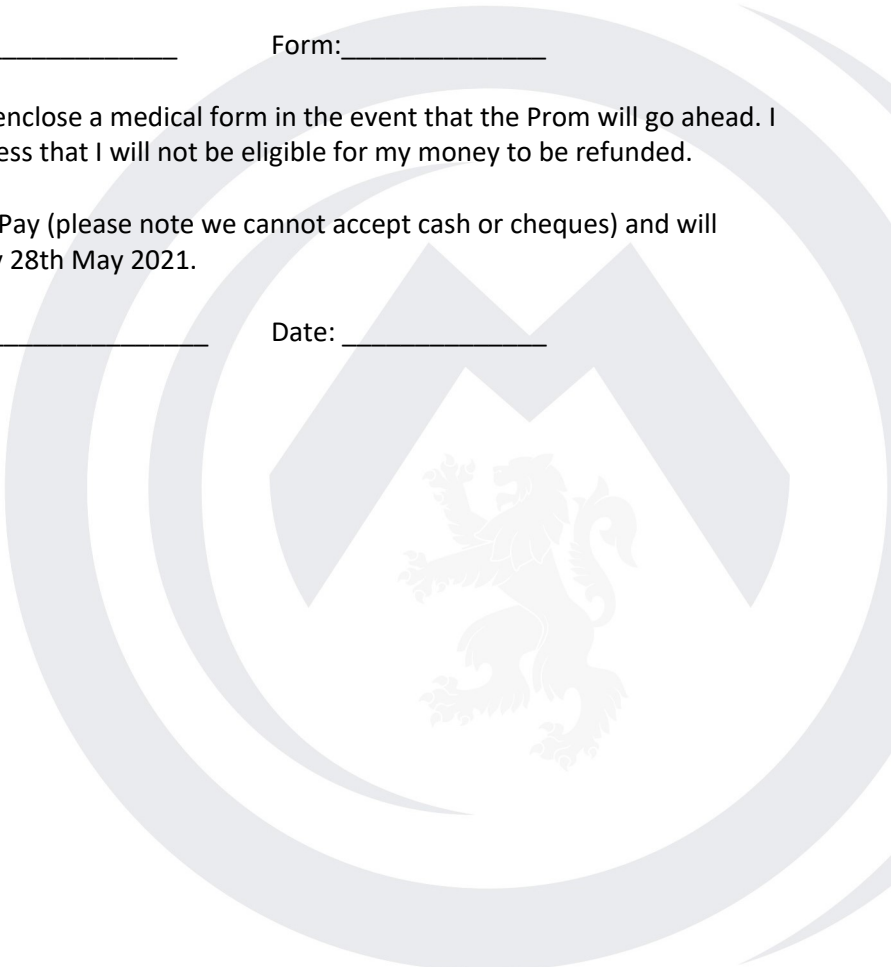 _____________ Form:______________
enclose a medical form in the event that the Prom will go ahead. I
ess that I will not be eligible for my money to be refunded.
Pay (please note we cannot accept cash or cheques) and will
28th May 2021.
_______________ Date: ______________